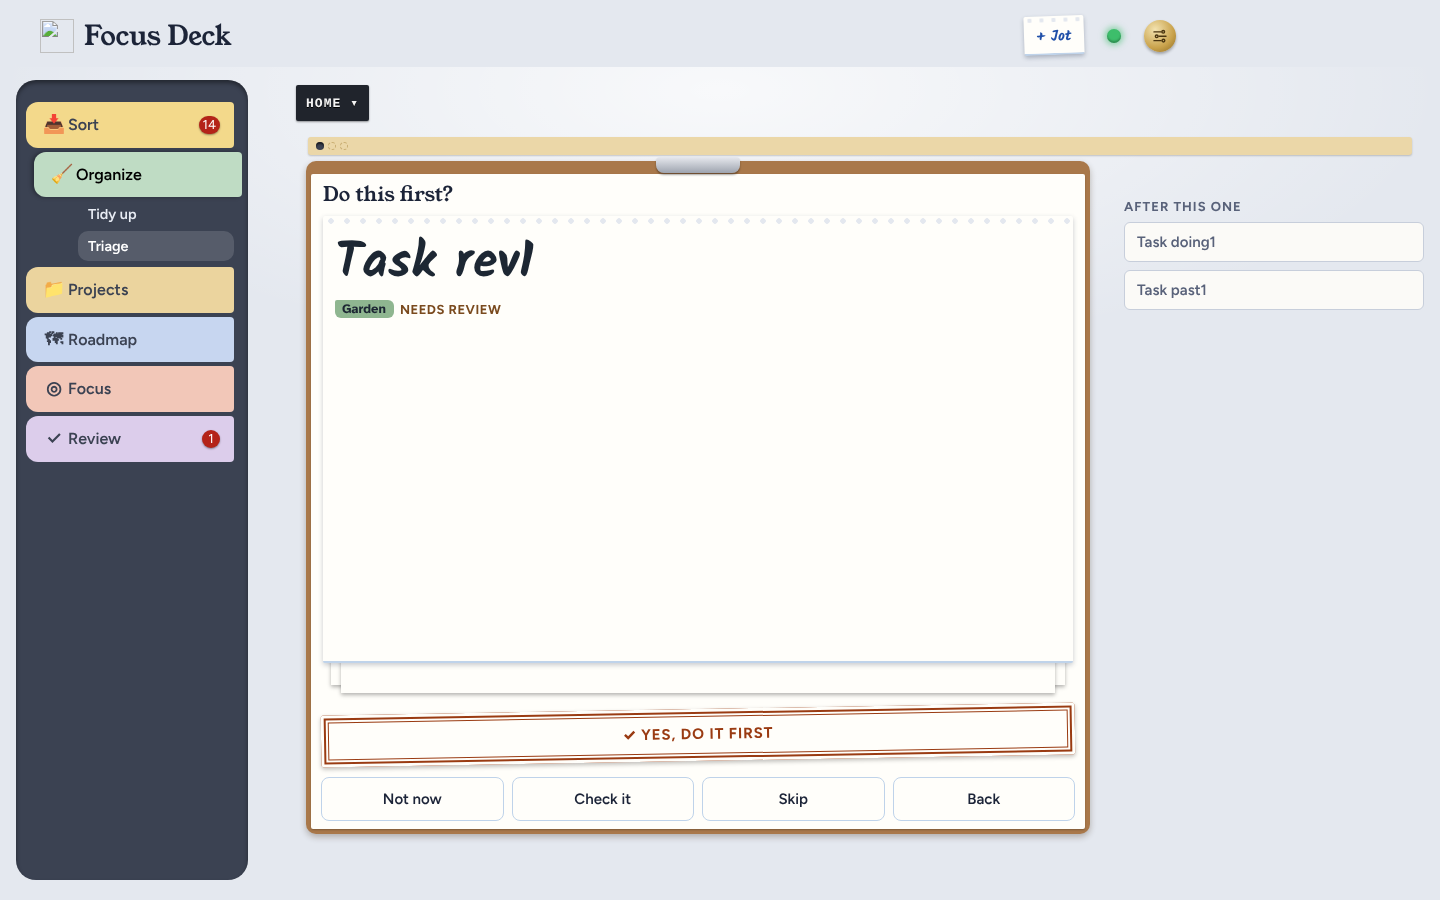 Focus Deck
+ Jot
Sort
14
Organize
Tidy up
Triage
Projects
Roadmap
Focus
Review
1
HOME ▾
Do this first?
Task rev1
Garden
NEEDS REVIEW
✓ YES, DO IT FIRST
Not now
Check it
Skip
Back
AFTER THIS ONE
Task doing1
Task past1